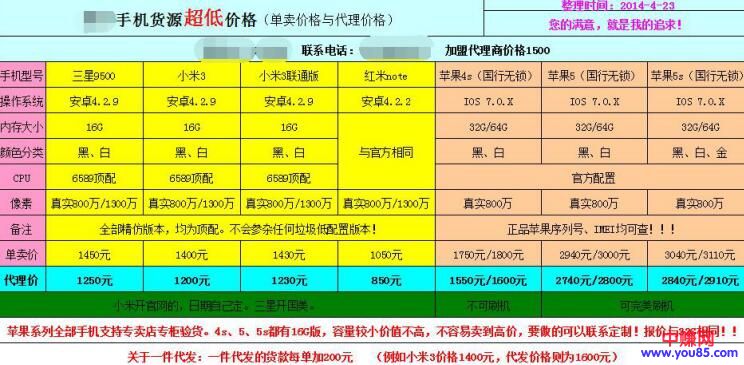 整理时间：2014-4-23
手机货源超低价格（单卖价格与代理价格）
您的满意，就是我的追求！
联系电话： 加盟代理商价格1500
手机型号 三星9500 小米3 小米3联通版 红米note 苹果4s（国行无锁） 苹果5（国行无锁） 苹果5s（国行无锁）
操作系统 安卓4.2.9 安卓4.2.9 安卓4.2.9 安卓4.2.2 IOS 7.0.X IOS 7.0.X IOS 7.0.X
内存大小 16G 16G 16G 与官方相同 32G/64G 32G/64G 32G/64G
颜色分类 黑、白 黑、白 黑、白 黑、白 黑、白 黑、白、金
CPU 6589顶配 6589顶配 6589顶配 官方配置
像素 真实800万/1300万 真实800万/1300万 真实800万/1300万 真实800万/1300万 真实800万 真实800万 真实800万
备注 全部精仿版本，均为顶配。不会参杂任何垃圾低配置版本！ 正品苹果序列号、IMEI均可查！！！
单卖价 1450元 1400元 1430元 1050元 1750元/1800元 2940元/3000元 3040元/3110元
代理价 1250元 1200元 1230元 850元 1550元/1600元 2740元/2800元 2840元/2910元
小米开官网的，日期自己定。三星开国美。 不可刷机 可完美刷机
苹果系列全部手机支持专卖店专柜验货。4s、5、5s都有16G版，容量较小价值不高，不容易卖到高价，要做的可以联系定制！报价与32G相同！！
关于一件代发：一件代发的货款每单加200元 （例如小米3价格1400元，代发价格则为1600元）
中赚网
www.you85.com